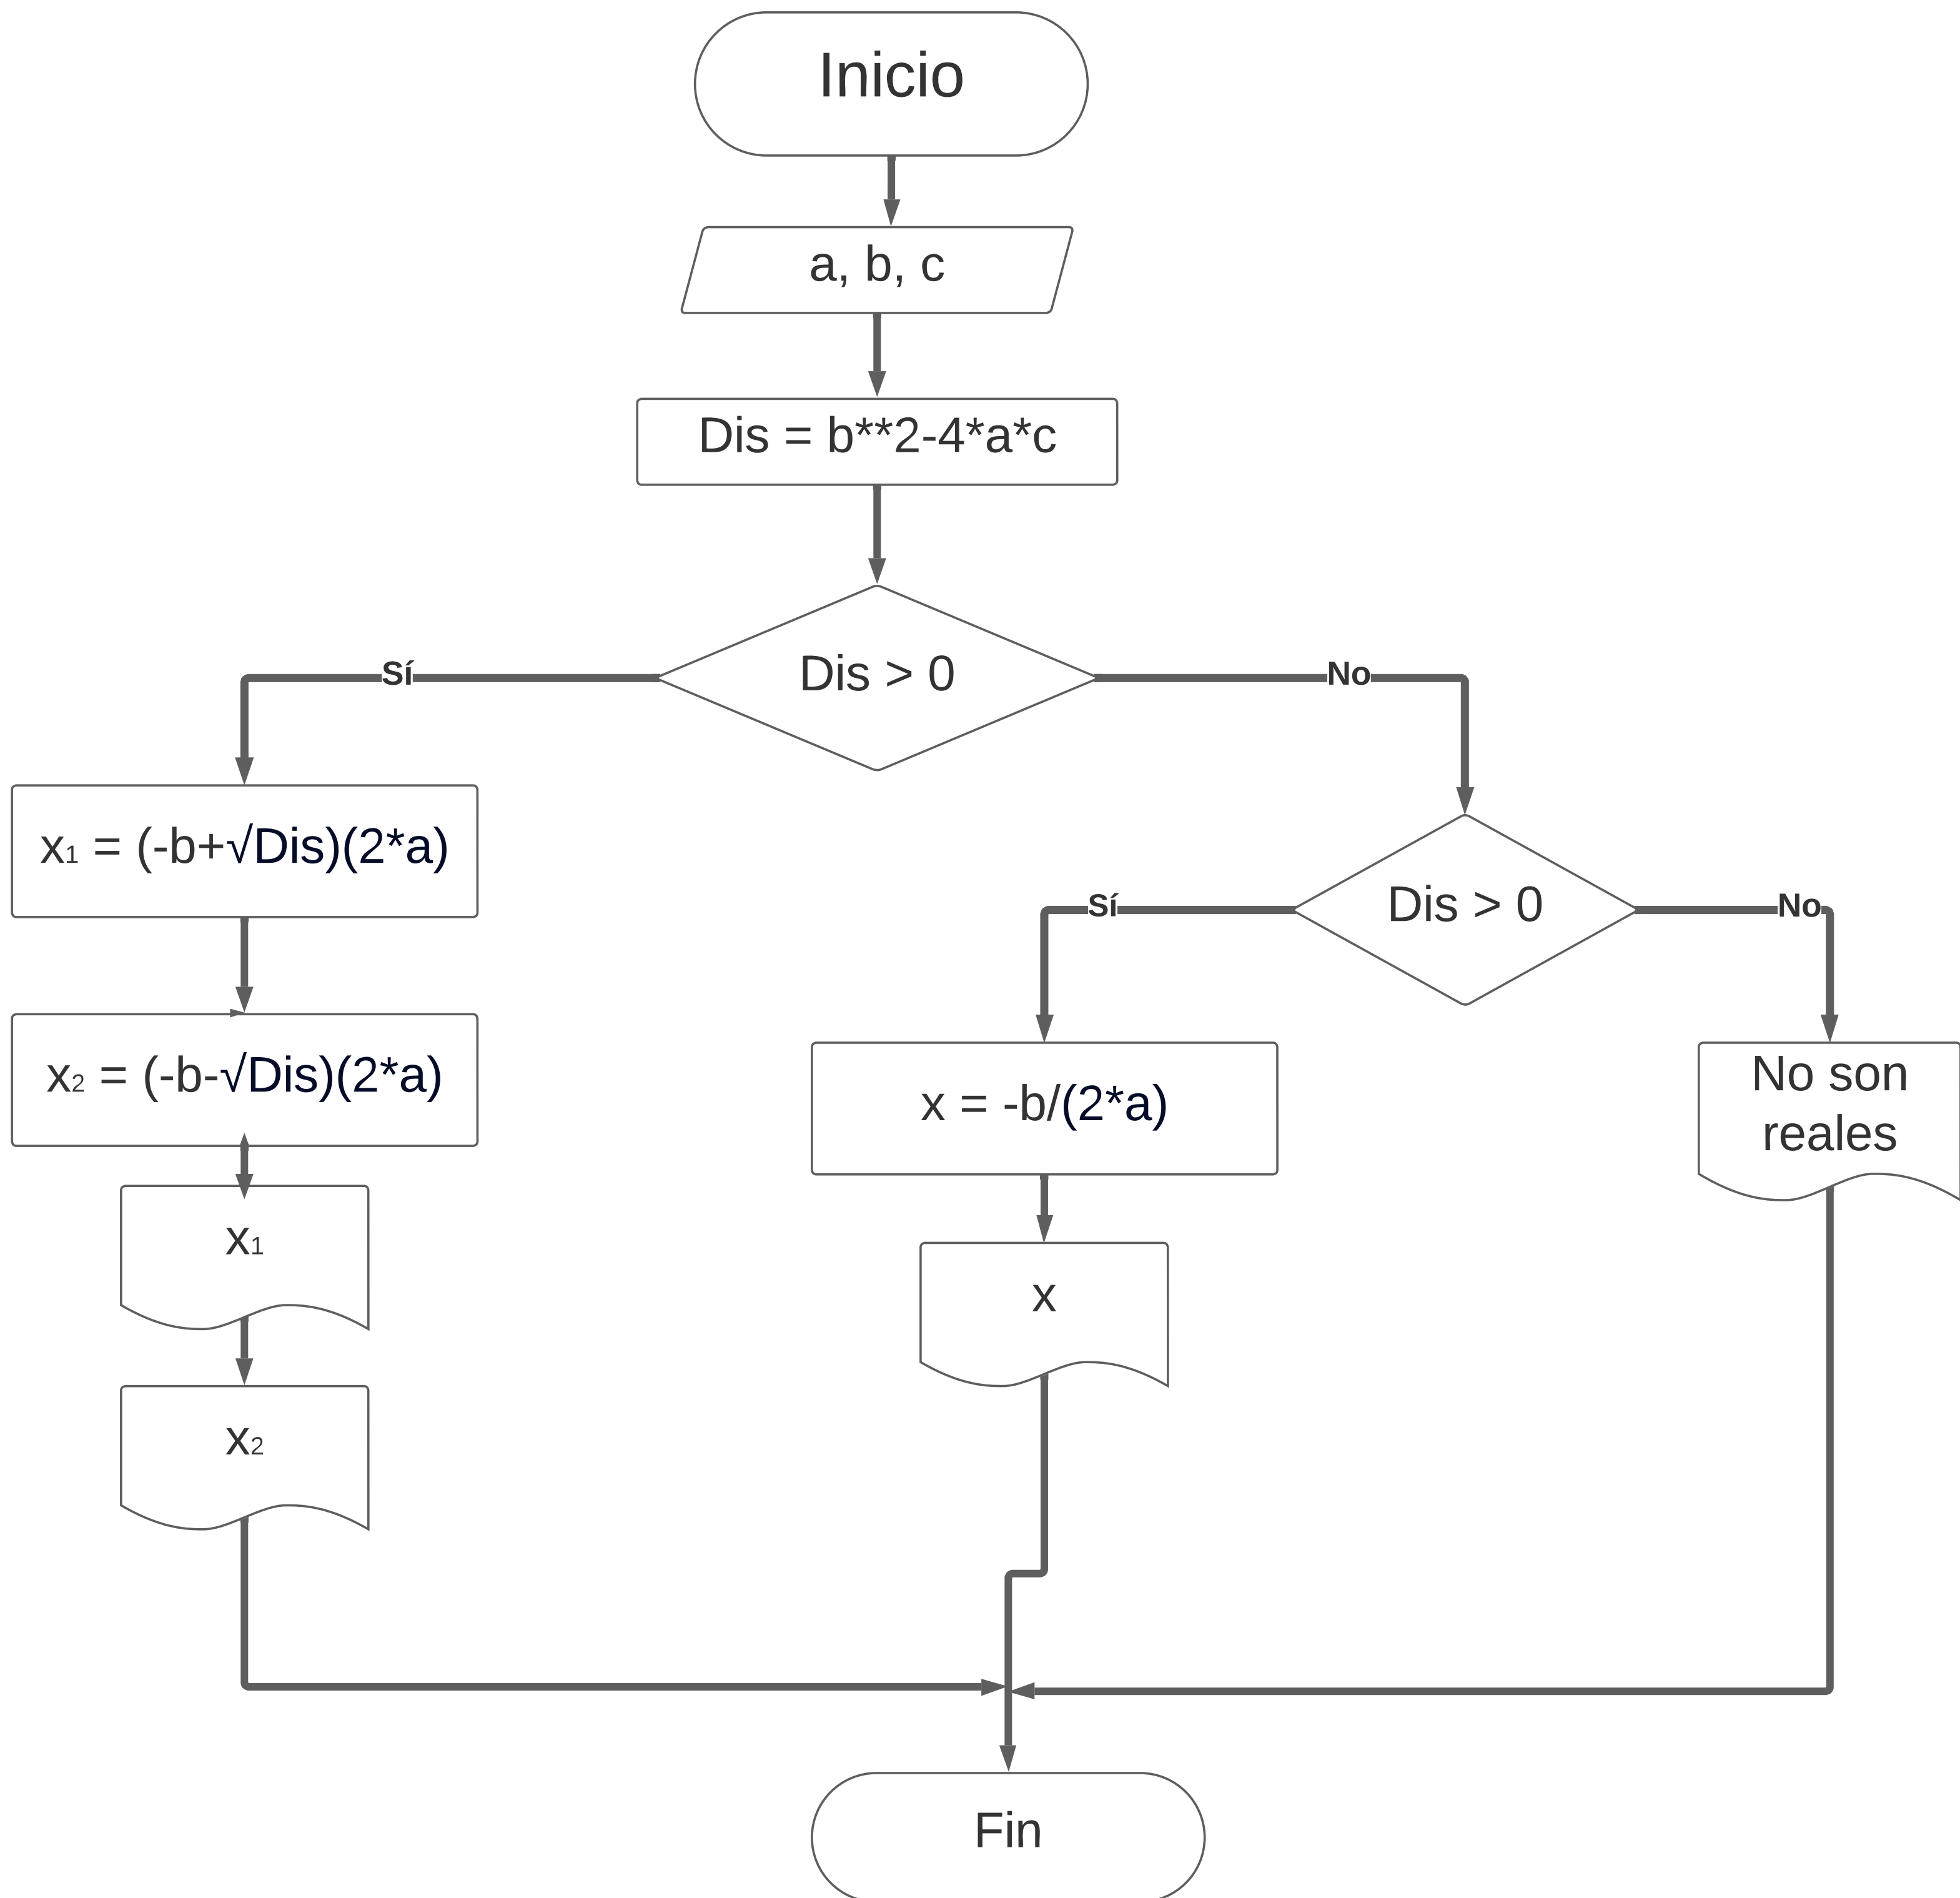 Inicio
a, b, c
Dis = b**2-4*a*c
Dis > 0
Sí
No
x₁ = (-b+√Dis)(2*a)
x₂ = (-b-√Dis)(2*a)
x₁
x₂
Dis > 0
Sí
No
x = -b/(2*a)
x
No son
reales
Fin